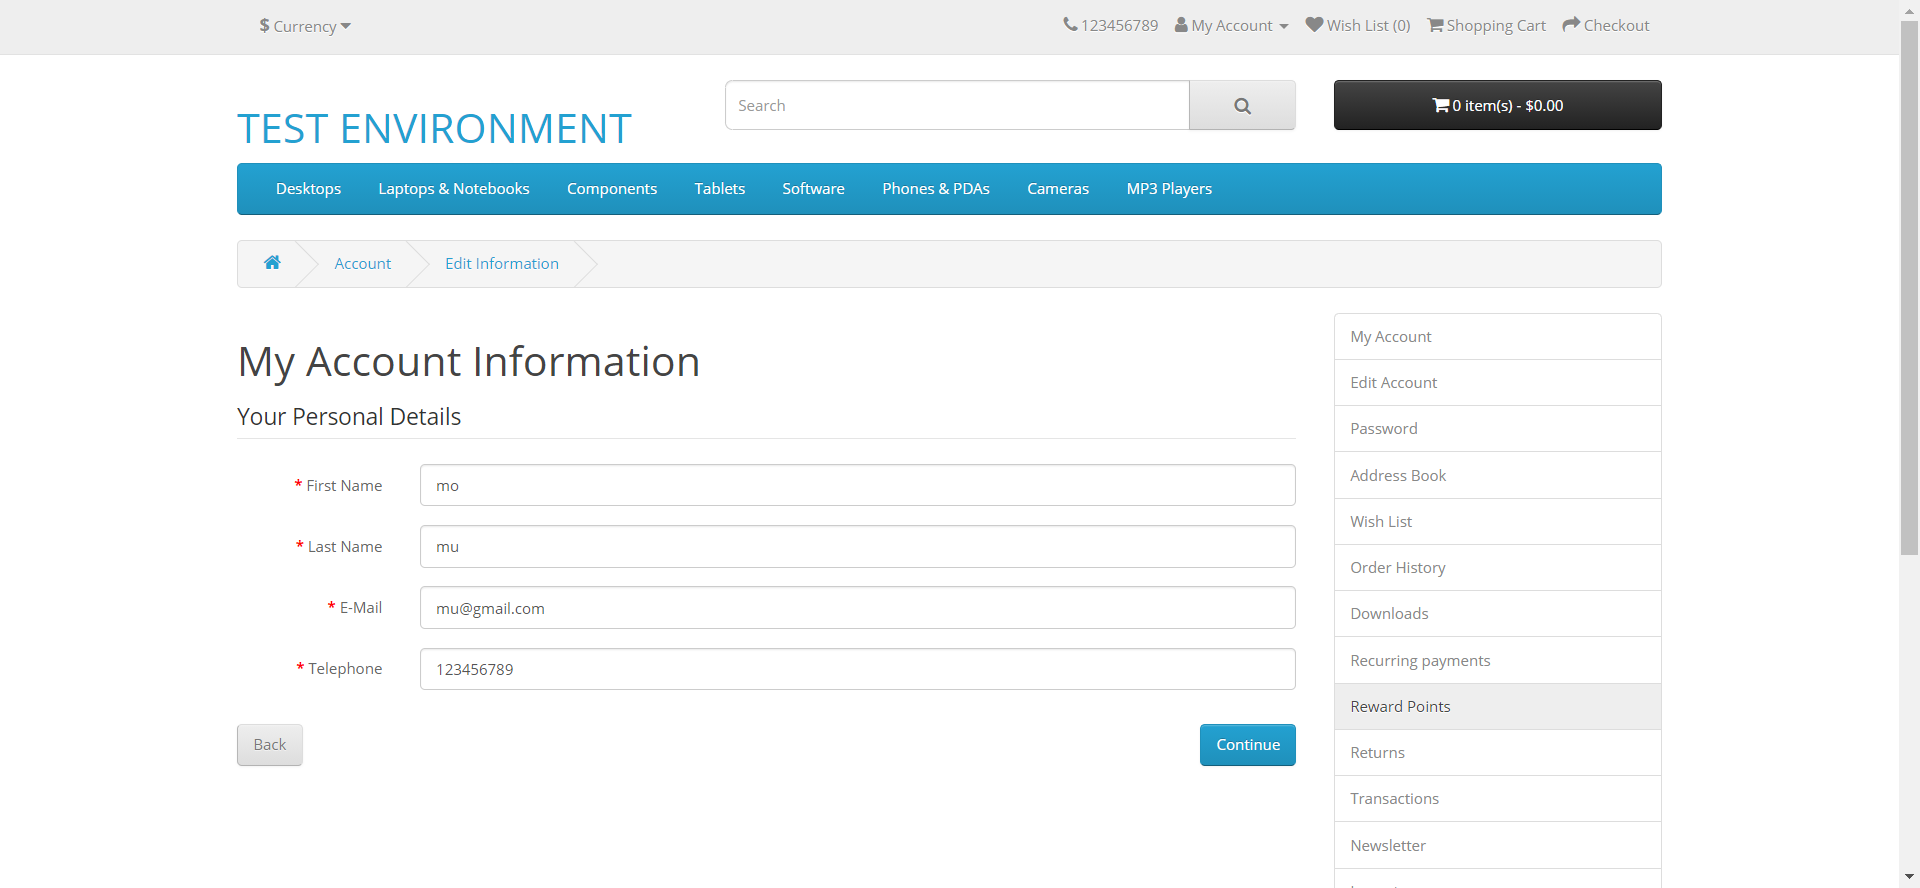 $ Currency
123456789 My Account Wish List (0) Shopping Cart Checkout
TEST ENVIRONMENT
Search
0 item(s) - $0.00
Desktops Laptops & Notebooks Components Tablets Software Phones & PDAs Cameras MP3 Players
Account Edit Information
My Account Information
Your Personal Details
* First Name mo
* Last Name mu
* E-Mail mu@gmail.com
* Telephone 123456789
Back Continue
My Account
Edit Account
Password
Address Book
Wish List
Order History
Downloads
Recurring payments
Reward Points
Returns
Transactions
Newsletter